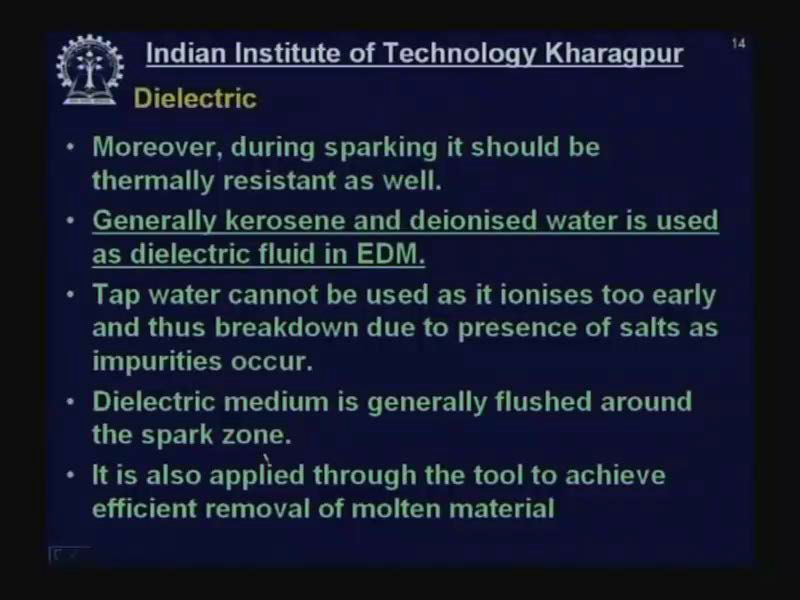 Indian Institute of Technology Kharagpur
14
Dielectric
• Moreover, during sparking it should be
thermally resistant as well.
• Generally kerosene and deionised water is used
as dielectric fluid in EDM.
• Tap water cannot be used as it ionises too early
and thus breakdown due to presence of salts as
impurities occur.
• Dielectric medium is generally flushed around
the spark zone.
• It is also applied through the tool to achieve
efficient removal of molten material